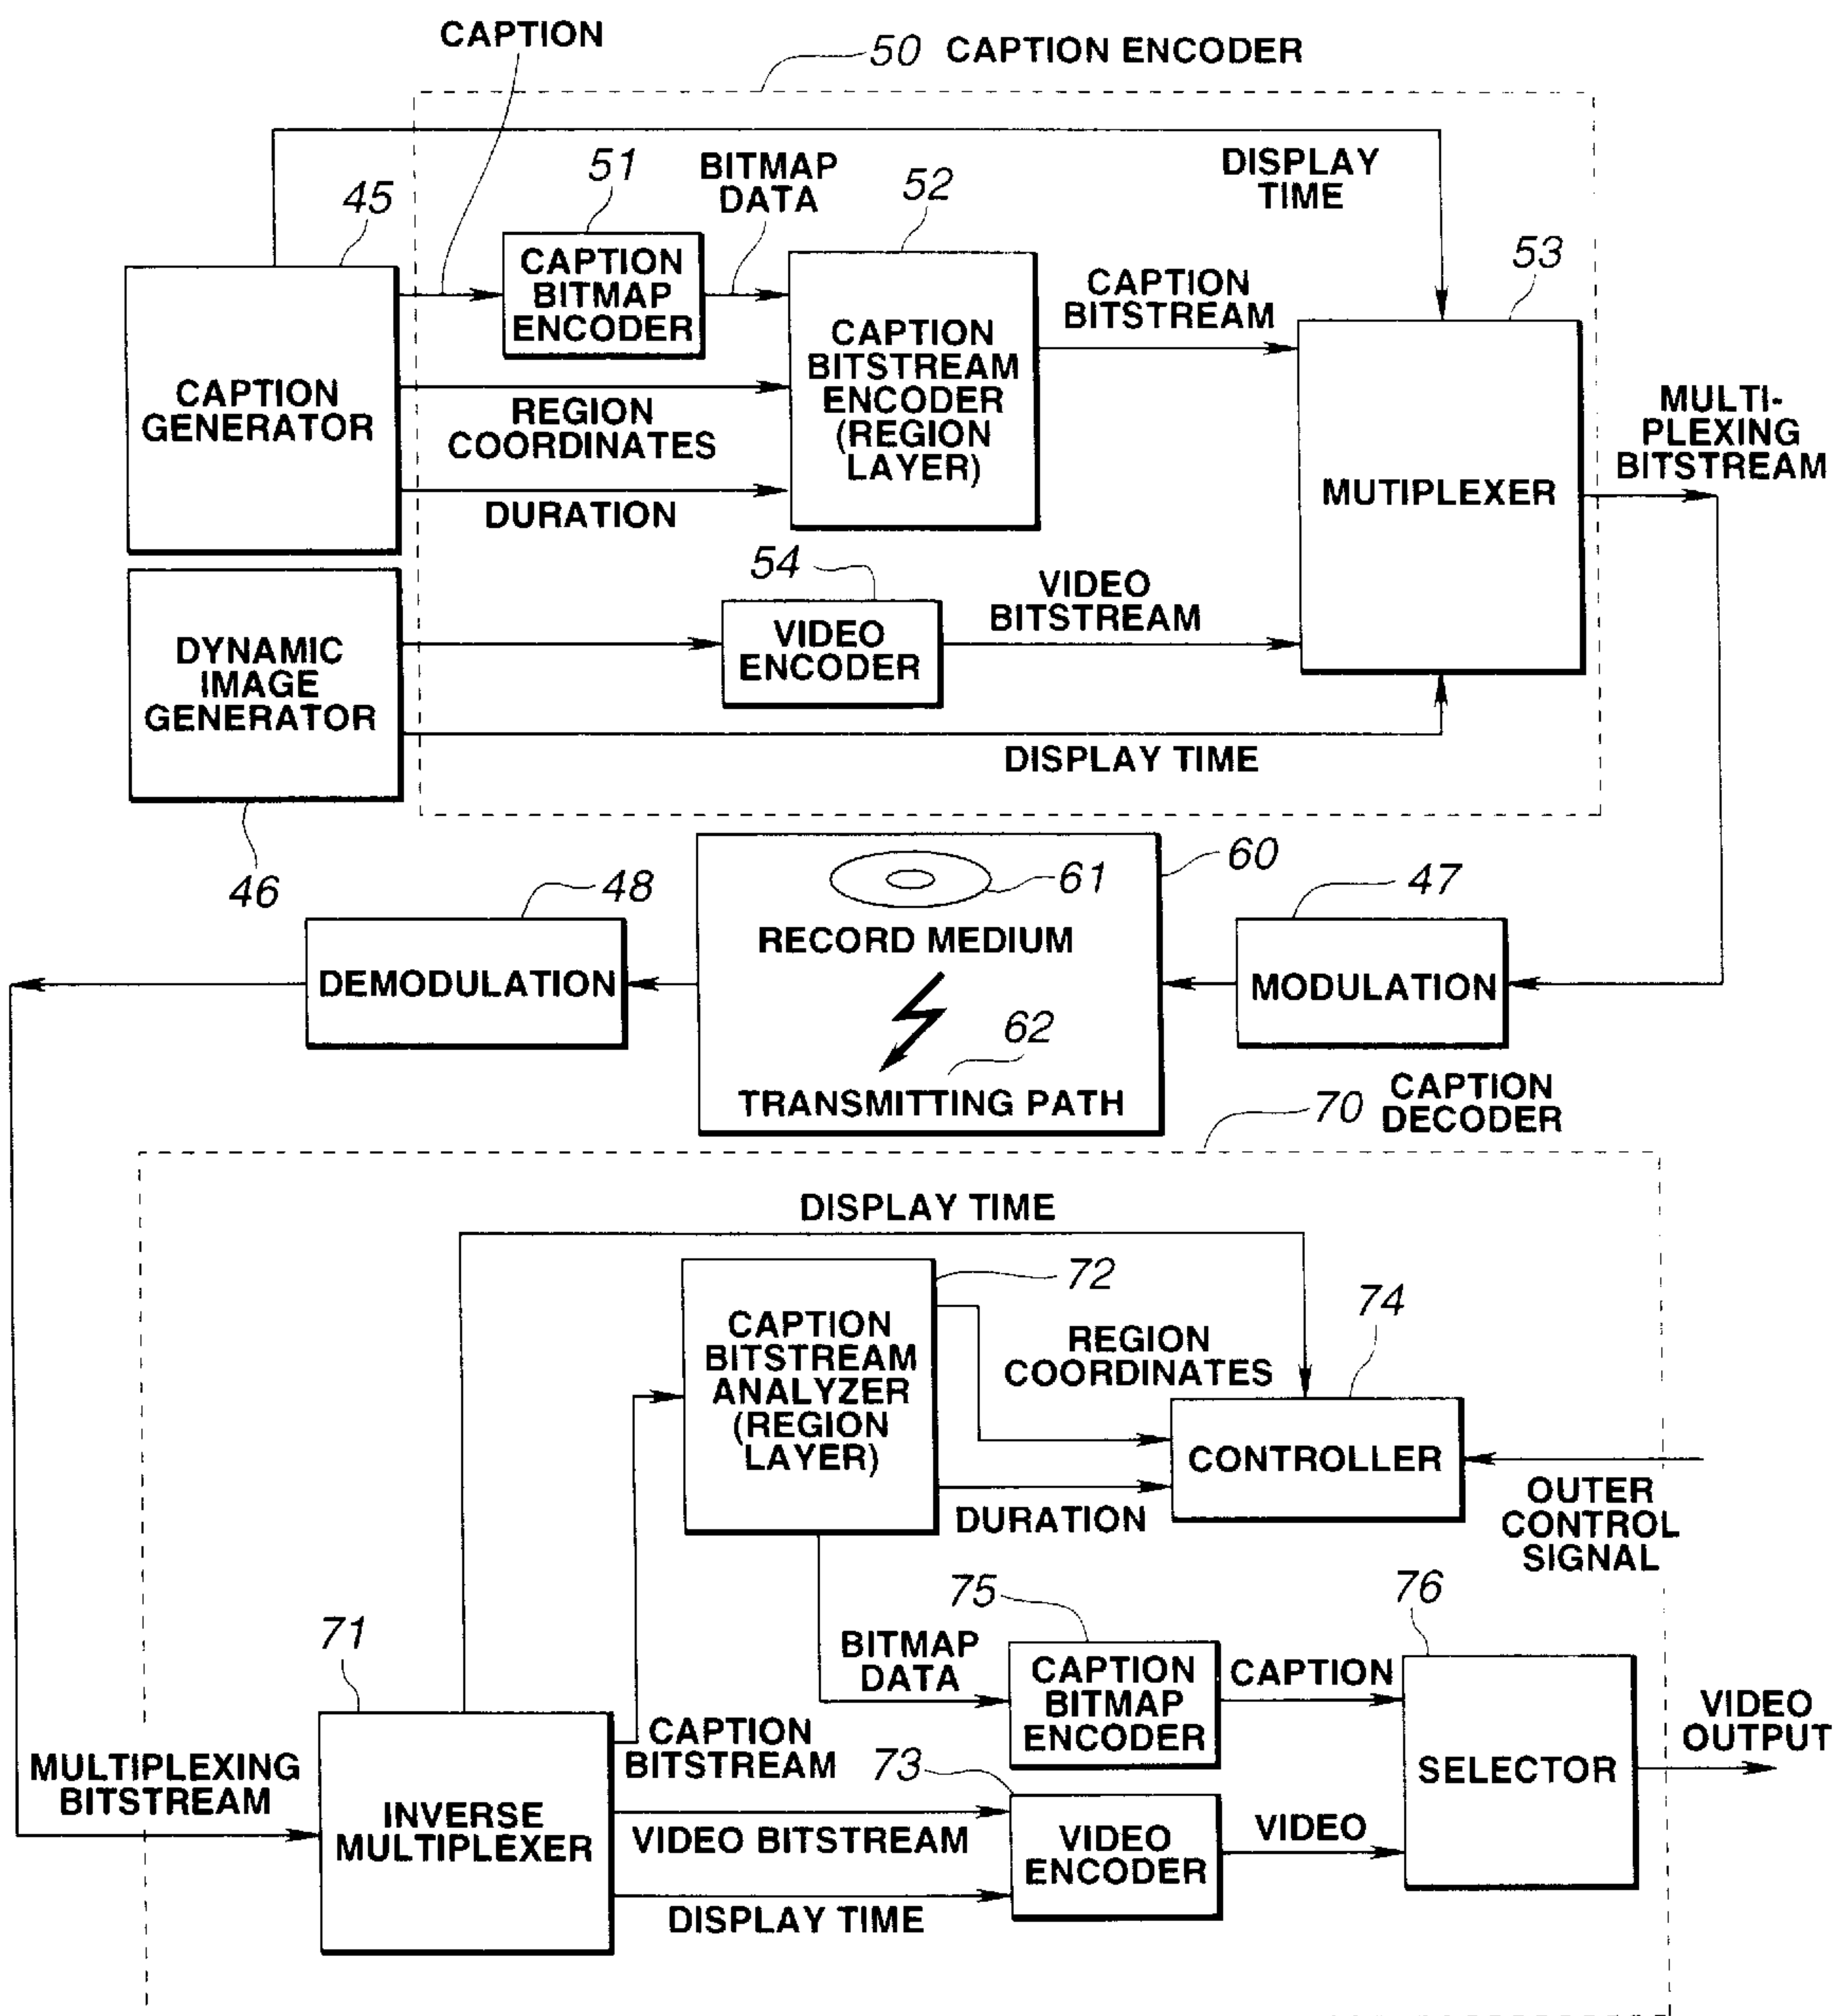 CAPTION
50 CAPTION ENCODER
DISPLAY
TIME
51
BITMAP
DATA
52
45
53
CAPTION
BITMAP
ENCODER
CAPTION
GENERATOR
REGION
COORDINATES
DURATION
CAPTION
BITSTREAM
ENCODER
(REGION
LAYER)
CAPTION
BITSTREAM
MUTIPLEXER
MULTI-
PLEXING
BITSTREAM
54
VIDEO
ENCODER
VIDEO
BITSTREAM
DYNAMIC
IMAGE
GENERATOR
DISPLAY TIME
46
48
DEMODULATION
60
61
RECORD MEDIUM
62
TRANSMITTING PATH
47
MODULATION
70 CAPTION
DECODER
DISPLAY TIME
72
CAPTION
BITSTREAM
ANALYZER
(REGION
LAYER)
REGION
COORDINATES
74
CONTROLLER
DURATION
OUTER
CONTROL
SIGNAL
75
76
71
BITMAP
DATA
CAPTION
BITMAP
ENCODER
CAPTION
SELECTOR
VIDEO
OUTPUT
CAPTION
BITSTREAM
73
MULTIPLEXING
BITSTREAM
INVERSE
MULTIPLEXER
VIDEO BITSTREAM
VIDEO
ENCODER
VIDEO
DISPLAY TIME